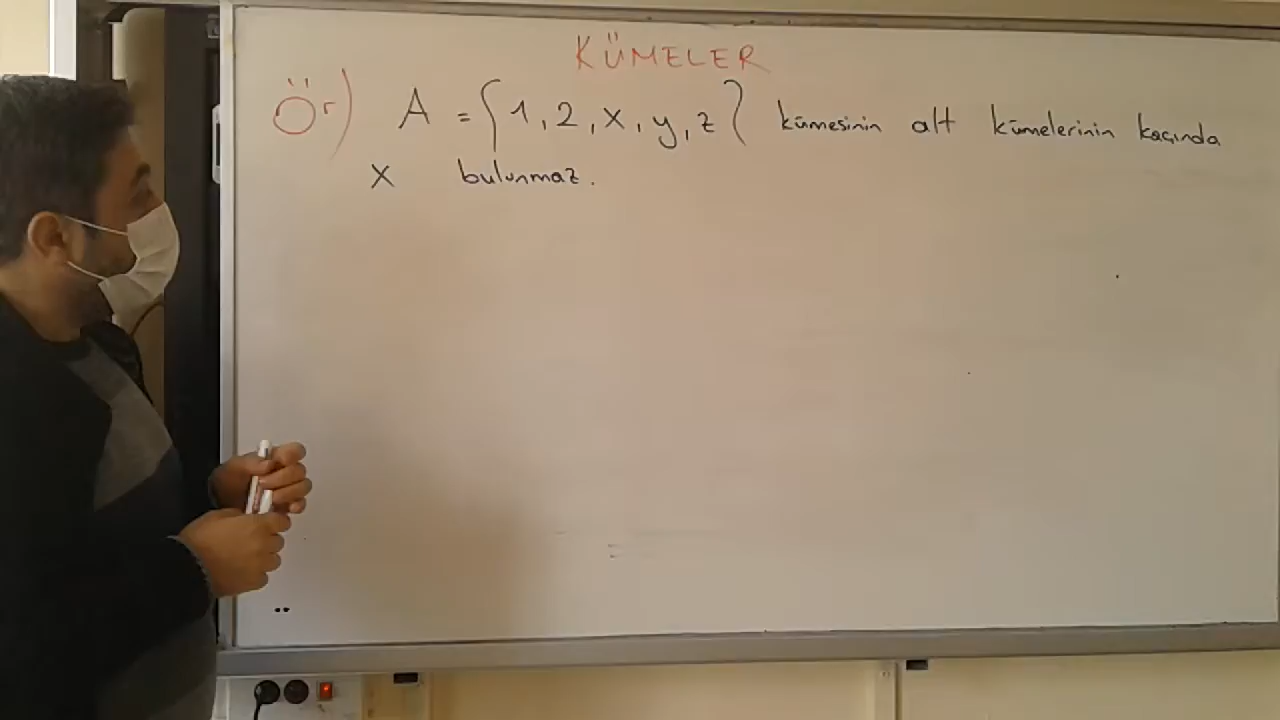 KÜMELER
Ör) A = {1, 2, x, y, z} kümesinin alt kümelerinin kaçında
x bulunmaz.